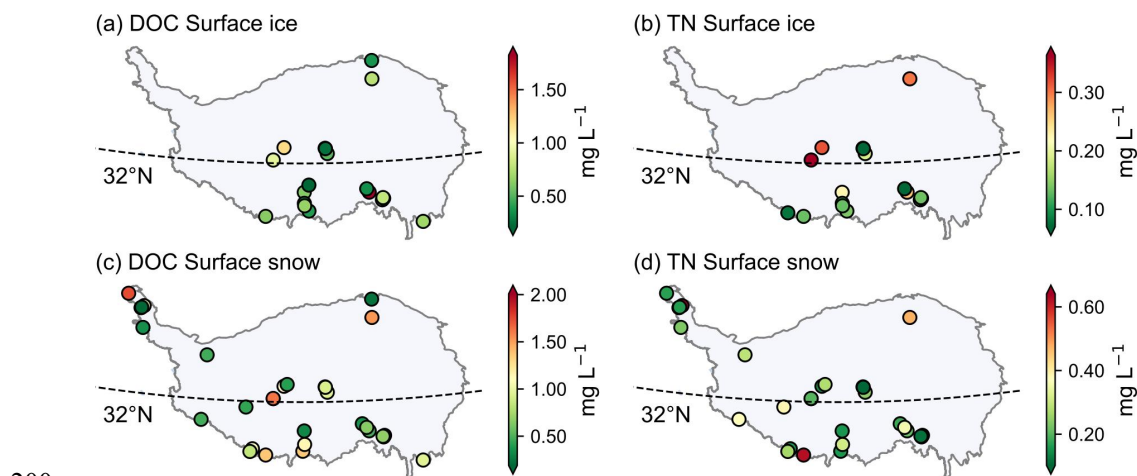 (a) DOC Surface ice
(b) TN Surface ice
1.50
1.00
0.50
mg L⁻¹
32°N
0.30
0.20
0.10
mg L⁻¹
32°N
(c) DOC Surface snow
(d) TN Surface snow
2.00
1.50
1.00
0.50
mg L⁻¹
32°N
0.60
0.40
0.20
mg L⁻¹
32°N